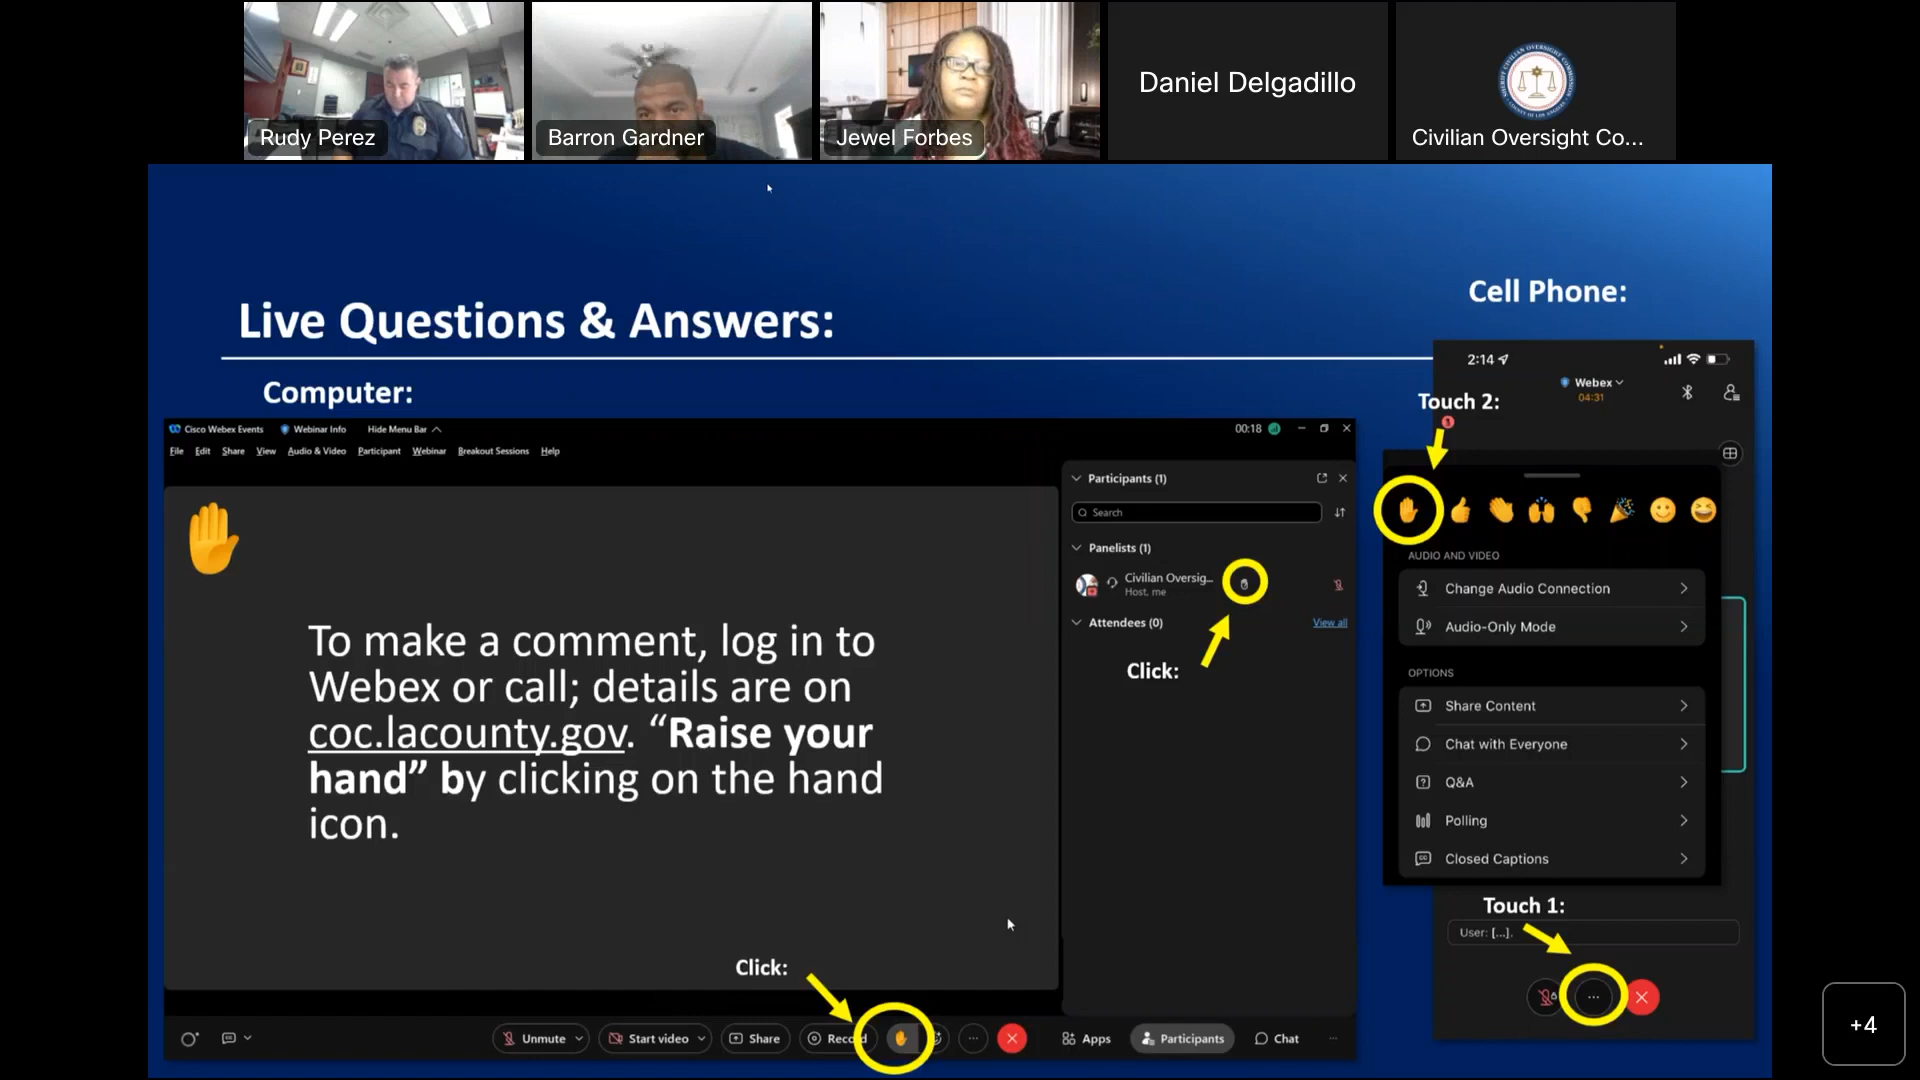 Rudy Perez
Barron Gardner
Jewel Forbes
Daniel Delgadillo
Civilian Oversight Co...
Live Questions & Answers:
Cell Phone:
Computer:
Cisco Webex Events
Webinar Info
Hide Menu Bar
00:18
File Edit Share View Audio & Video Participant Webinar Breakout Sessions Help
To make a comment, log in to
Webex or call; details are on
coc.lacounty.gov. “Raise your
hand” by clicking on the hand
icon.
Participants (1)
Search
Panelists (1)
Civilian Oversig...
Host, me
Attendees (0)
View all
Click:
Click:
Unmute
Start video
Share
Record
Apps
Participants
Chat
2:14
Webex
04:31
Touch 2:
AUDIO AND VIDEO
Change Audio Connection
Audio-Only Mode
OPTIONS
Share Content
Chat with Everyone
Q&A
Polling
Closed Captions
Touch 1:
User: [...],
+4